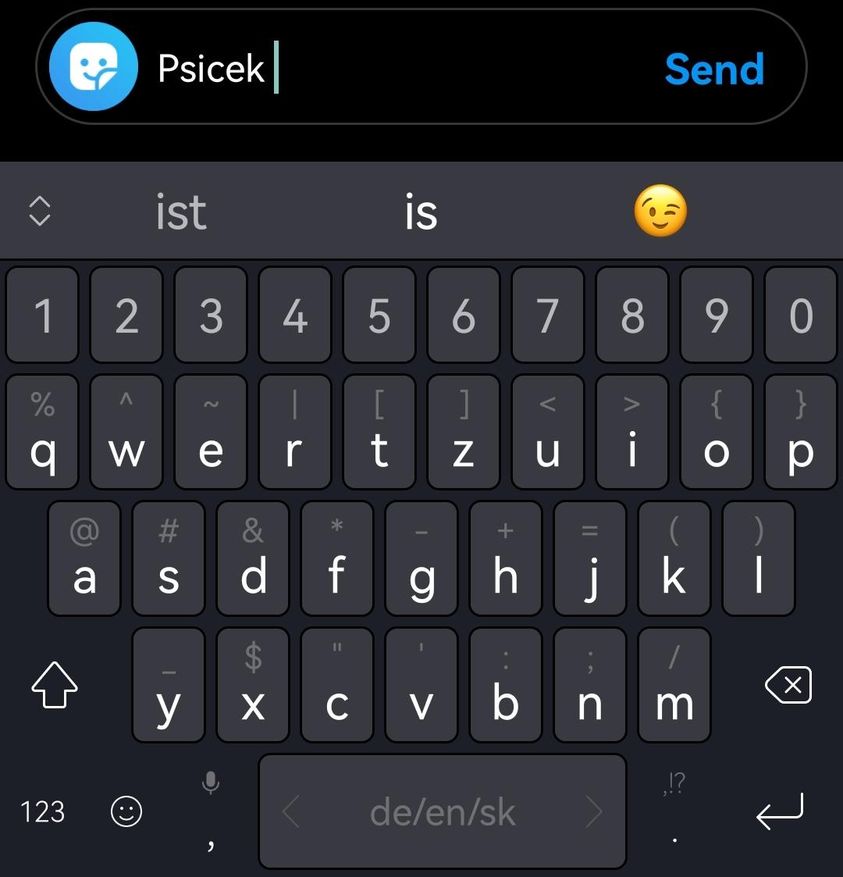 Psicek Send
ist is 😉
1 2 3 4 5 6 7 8 9 0
% ^ ~ | [ ] < > { }
q w e r t z u i o p
@ # & * - + = ( )
a s d f g h j k l
_ $ " ' : ; /
y x c v b n m
,!?
123 , de/en/sk .